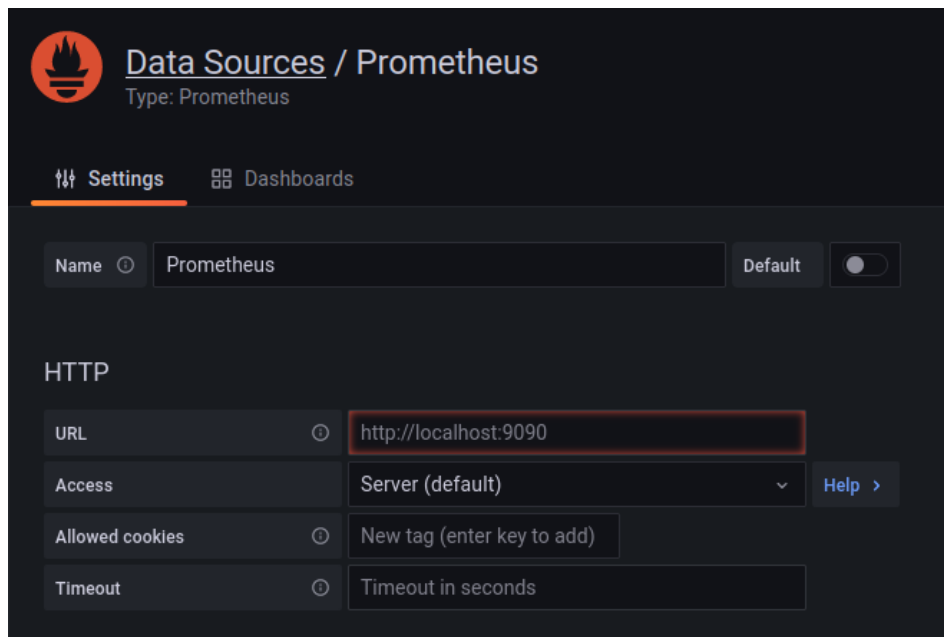 Data Sources / Prometheus
Type: Prometheus
Settings Dashboards
Name Prometheus Default
HTTP
URL http://localhost:9090
Access Server (default) Help >
Allowed cookies New tag (enter key to add)
Timeout Timeout in seconds